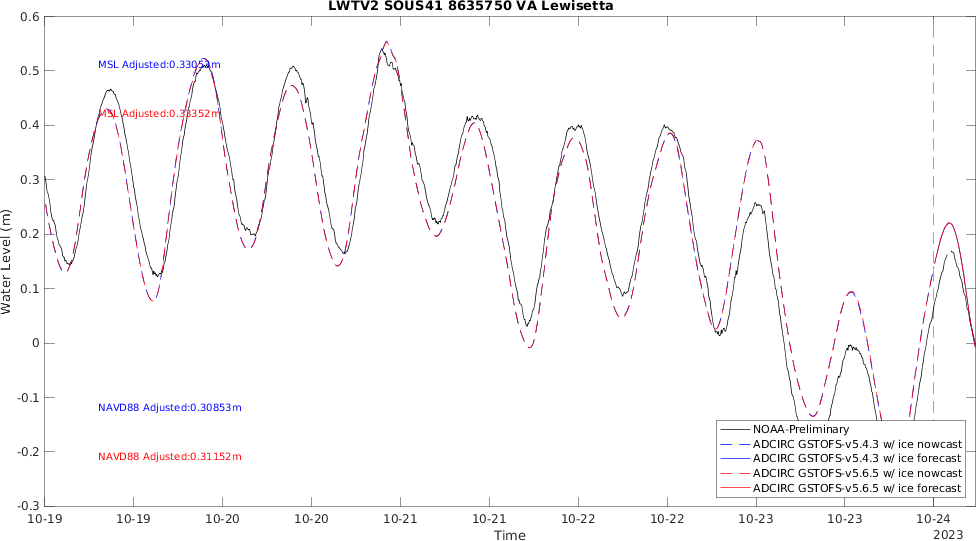 LWTV2 SOUS41 8635750 VA Lewisetta
0.6
0.5
0.4
0.3
0.2
0.1
0
-0.1
-0.2
-0.3
Water Level (m)
MSL Adjusted:0.33052m
MSL Adjusted:0.33352m
NAVD88 Adjusted:0.30853m
NAVD88 Adjusted:0.31152m
NOAA-Preliminary
ADCIRC GSTOFS-v5.4.3 w/ ice nowcast
ADCIRC GSTOFS-v5.4.3 w/ ice forecast
ADCIRC GSTOFS-v5.6.5 w/ ice nowcast
ADCIRC GSTOFS-v5.6.5 w/ ice forecast
10-19 10-19 10-20 10-20 10-21 10-21 10-22 10-22 10-23 10-23 10-24
Time
2023